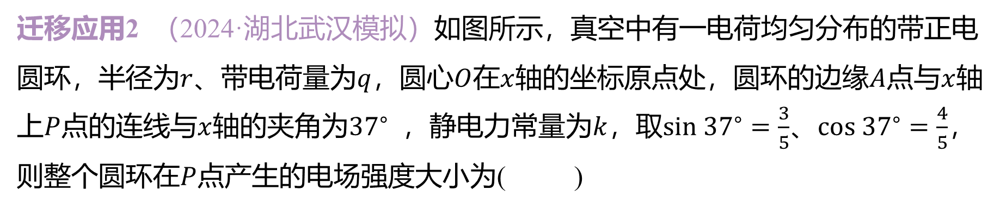 迁移应用2 （2024·湖北武汉模拟）如图所示，真空中有一电荷均匀分布的带正电
圆环，半径为r、带电荷量为q，圆心O在x轴的坐标原点处，圆环的边缘A点与x轴
上P点的连线与x轴的夹角为37°，静电力常量为k，取sin 37° = 3/5、cos 37° = 4/5，
则整个圆环在P点产生的电场强度大小为( )